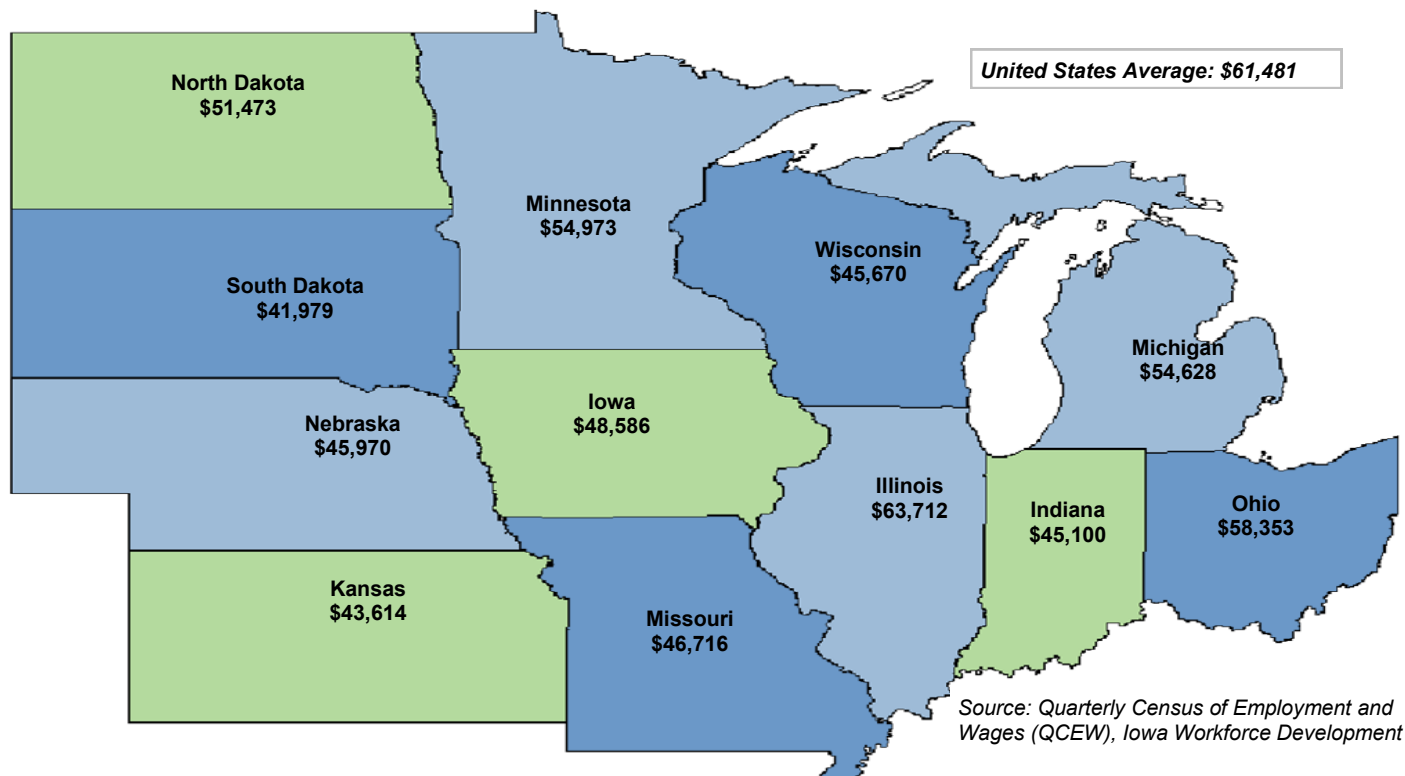 North Dakota
$51,473
United States Average: $61,481
Minnesota
$54,973
Wisconsin
$45,670
South Dakota
$41,979
Michigan
$54,628
Nebraska
$45,970
Iowa
$48,586
Illinois
$63,712
Indiana
$45,100
Ohio
$58,353
Kansas
$43,614
Missouri
$46,716
Source: Quarterly Census of Employment and
Wages (QCEW), Iowa Workforce Development